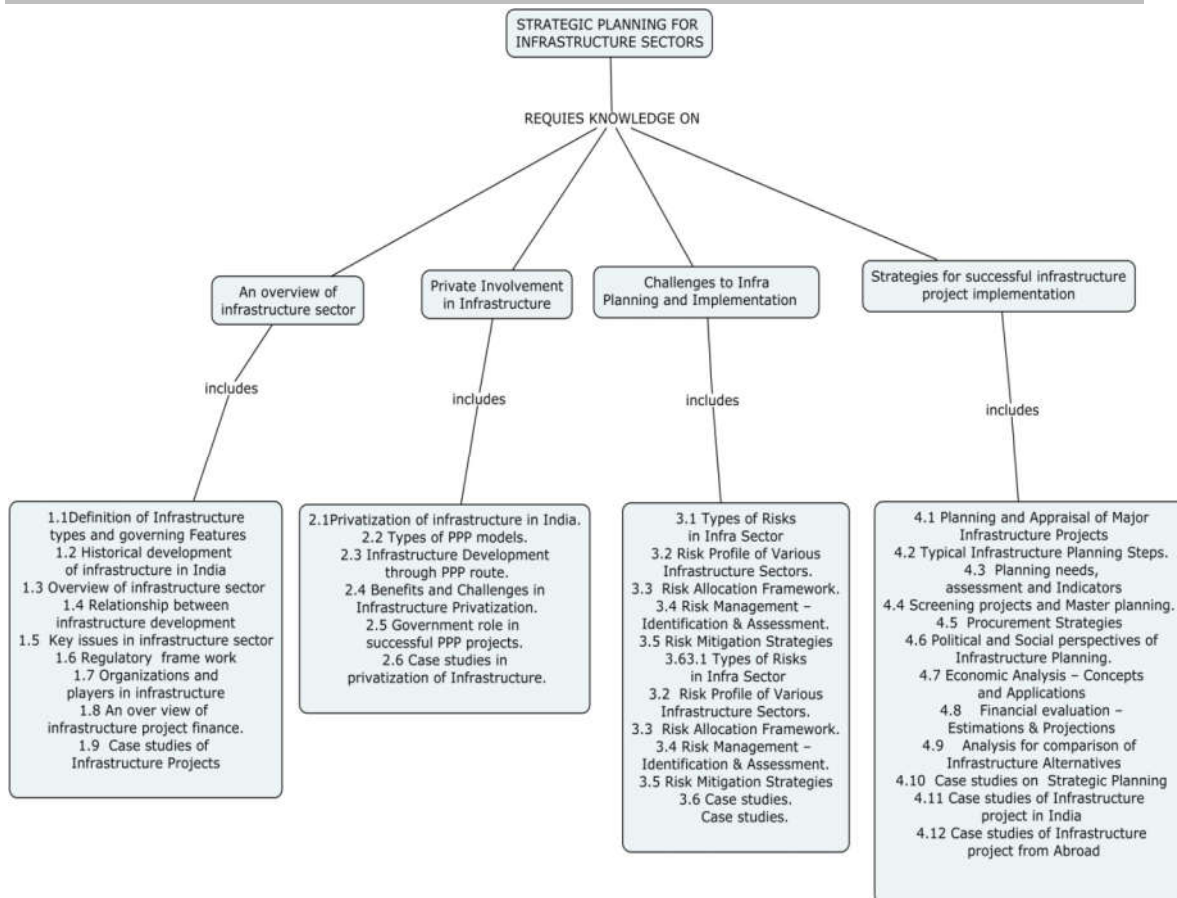 STRATEGIC PLANNING FOR
INFRASTRUCTURE SECTORS
REQUIES KNOWLEDGE ON
An overview of
infrastructure sector
Private Involvement
in Infrastructure
Challenges to Infra
Planning and Implementation
Strategies for successful infrastructure
project implementation
includes
includes
includes
includes
1.1Definition of Infrastructure
types and governing Features
1.2 Historical development
of infrastructure in India
1.3 Overview of infrastructure sector
1.4 Relationship between
infrastructure development
1.5 Key issues in infrastructure sector
1.6 Regulatory frame work
1.7 Organizations and
players in infrastructure
1.8 An over view of
infrastructure project finance.
1.9 Case studies of
Infrastructure Projects
2.1Privatization of infrastructure in India.
2.2 Types of PPP models.
2.3 Infrastructure Development
through PPP route.
2.4 Benefits and Challenges in
Infrastructure Privatization.
2.5 Government role in
successful PPP projects.
2.6 Case studies in
privatization of Infrastructure.
3.1 Types of Risks
in Infra Sector
3.2 Risk Profile of Various
Infrastructure Sectors.
3.3 Risk Allocation Framework.
3.4 Risk Management –
Identification & Assessment.
3.5 Risk Mitigation Strategies
3.63.1 Types of Risks
in Infra Sector
3.2 Risk Profile of Various
Infrastructure Sectors.
3.3 Risk Allocation Framework.
3.4 Risk Management –
Identification & Assessment.
3.5 Risk Mitigation Strategies
3.6 Case studies.
Case studies.
4.1 Planning and Appraisal of Major
Infrastructure Projects
4.2 Typical Infrastructure Planning Steps.
4.3 Planning needs,
assessment and Indicators
4.4 Screening projects and Master planning.
4.5 Procurement Strategies
4.6 Political and Social perspectives of
Infrastructure Planning.
4.7 Economic Analysis – Concepts
and Applications
4.8 Financial evaluation –
Estimations & Projections
4.9 Analysis for comparison of
Infrastructure Alternatives
4.10 Case studies on Strategic Planning
4.11 Case studies of Infrastructure
project in India
4.12 Case studies of Infrastructure
project from Abroad